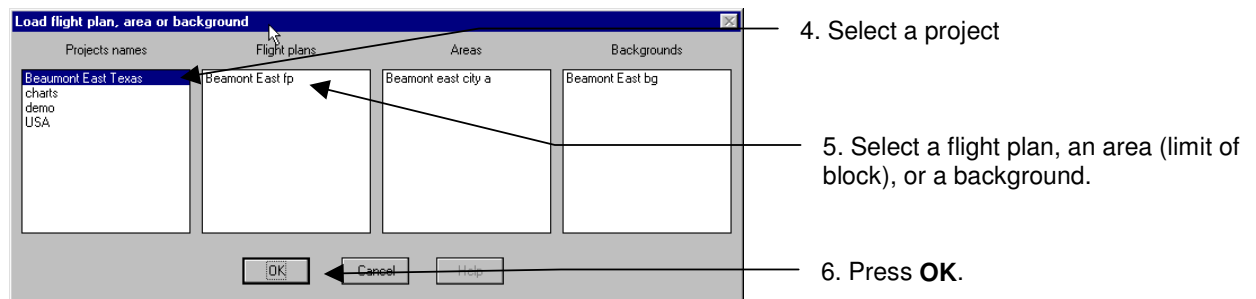 Load flight plan, area or background
Projects names
Flight plans
Areas
Backgrounds
Beaumont East Texas
charts
demo
USA
Beamont East fp
Beamont east city a
Beamont East bg
OK
Cancel
Help
4. Select a project
5. Select a flight plan, an area (limit of
block), or a background.
6. Press OK.